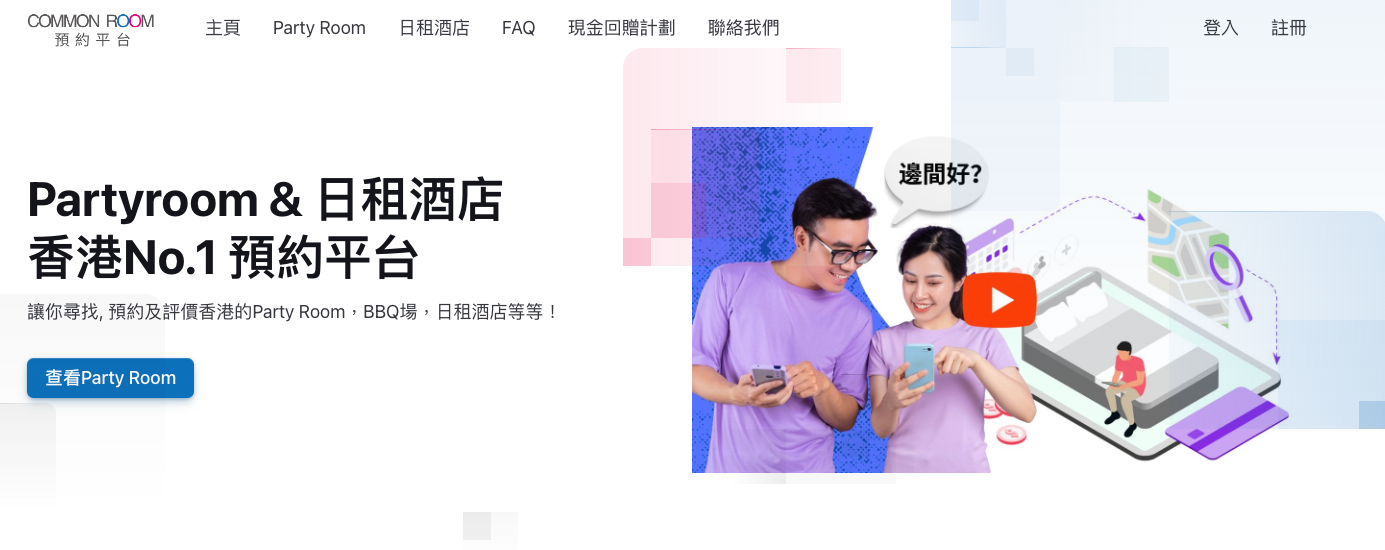 COMMON ROOM
預約平台
主頁
Party Room
日租酒店
FAQ
現金回贈計劃
聯絡我們
登入
註冊
Partyroom & 日租酒店
香港No.1 預約平台
讓你尋找, 預約及評價香港的Party Room，BBQ場，日租酒店等等！
查看Party Room
邊間好？